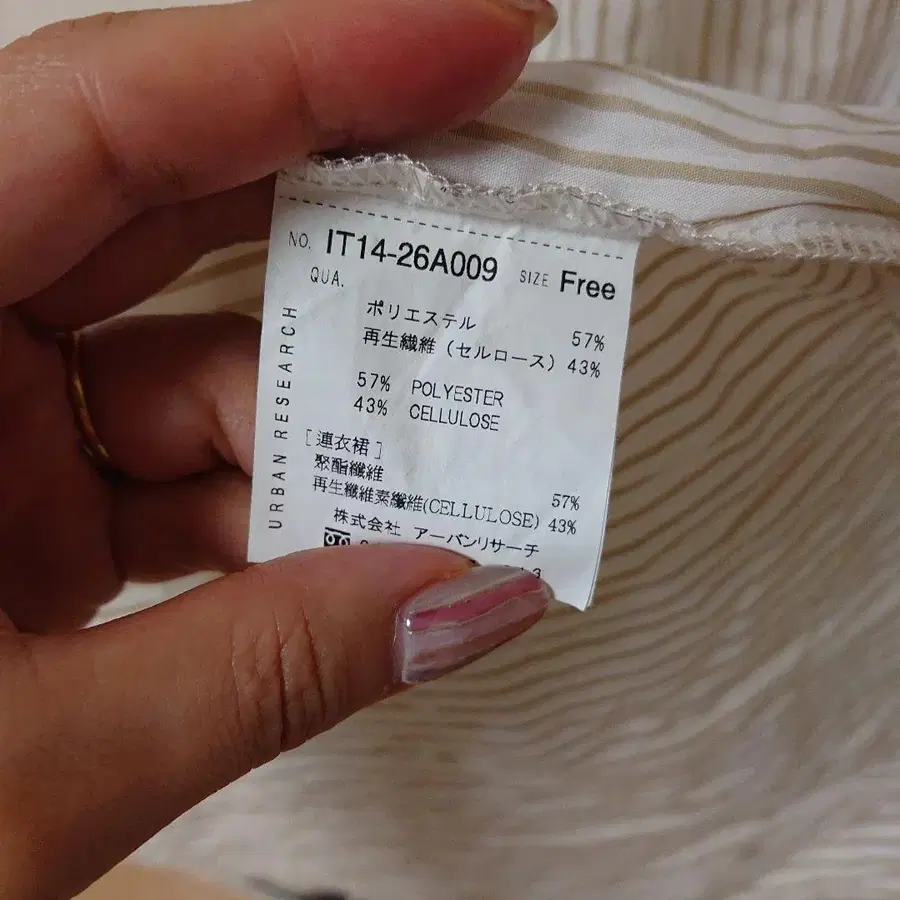 NO. IT14-26A009 SIZE Free
QUA.
ポリエステル 57%
再生繊維（セルロース）43%
57% POLYESTER
43% CELLULOSE
[連衣裙]
聚酯纖維 57%
再生纖維素纖維(CELLULOSE) 43%
株式会社 アーバンリサーチ
URBAN RESEARCH